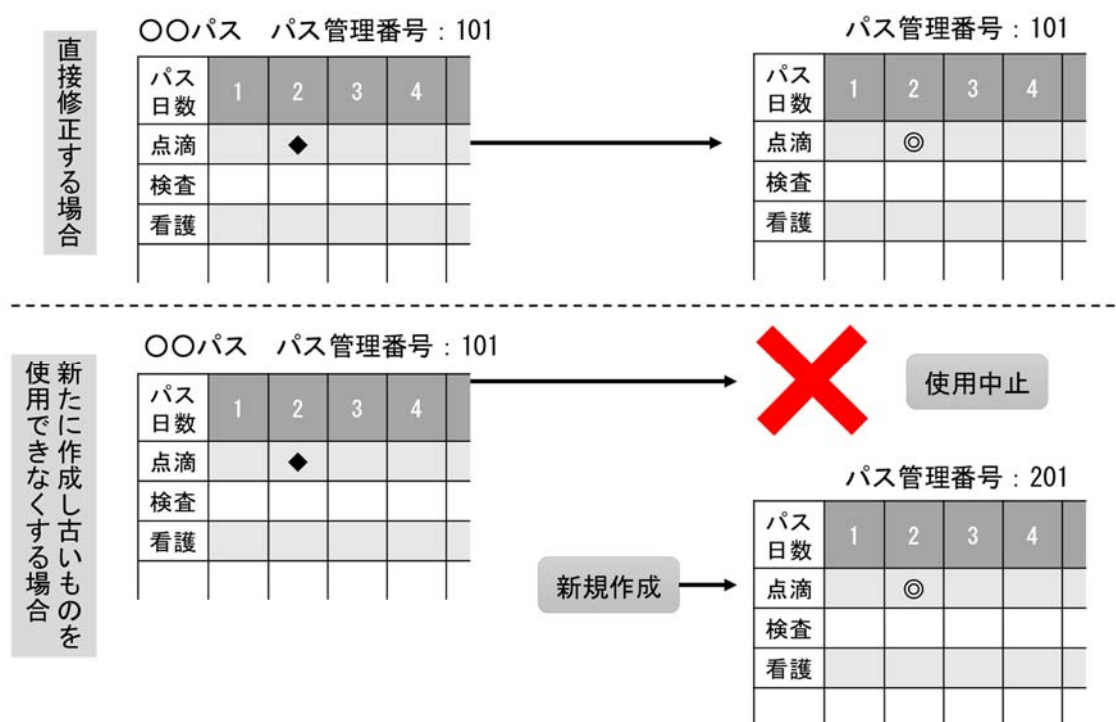 直接修正する場合
〇〇パス　パス管理番号：101
パス日数 1 2 3 4
点滴 ◆
検査
看護
パス管理番号：101
パス日数 1 2 3 4
点滴 ◎
検査
看護
新たに作成し古いものを
使用できなくする場合
〇〇パス　パス管理番号：101
パス日数 1 2 3 4
点滴 ◆
検査
看護
使用中止
新規作成
パス管理番号：201
パス日数 1 2 3 4
点滴 ◎
検査
看護